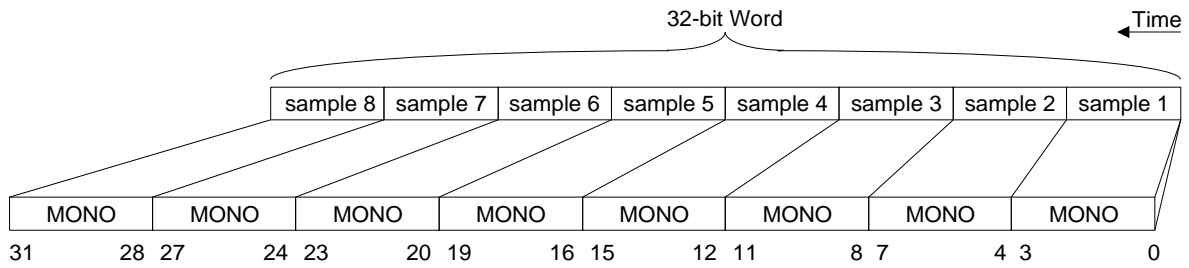 32-bit Word
Time
sample 8 sample 7 sample 6 sample 5 sample 4 sample 3 sample 2 sample 1
MONO MONO MONO MONO MONO MONO MONO MONO
31 28 27 24 23 20 19 16 15 12 11 8 7 4 3 0